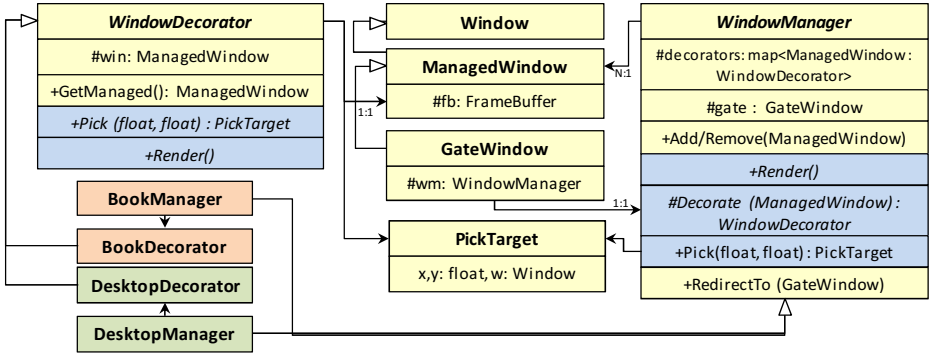 WindowDecorator
#win: ManagedWindow
+GetManaged(): ManagedWindow
+Pick (float, float) : PickTarget
+Render()
BookManager
BookDecorator
DesktopDecorator
DesktopManager
Window
ManagedWindow
#fb: FrameBuffer
1:1
GateWindow
#wm: WindowManager
1:1
PickTarget
x,y: float, w: Window
N:1
WindowManager
#decorators: map<ManagedWindow :
WindowDecorator>
#gate : GateWindow
+Add/Remove(ManagedWindow)
+Render()
#Decorate (ManagedWindow) :
WindowDecorator
+Pick(float, float) : PickTarget
+RedirectTo (GateWindow)